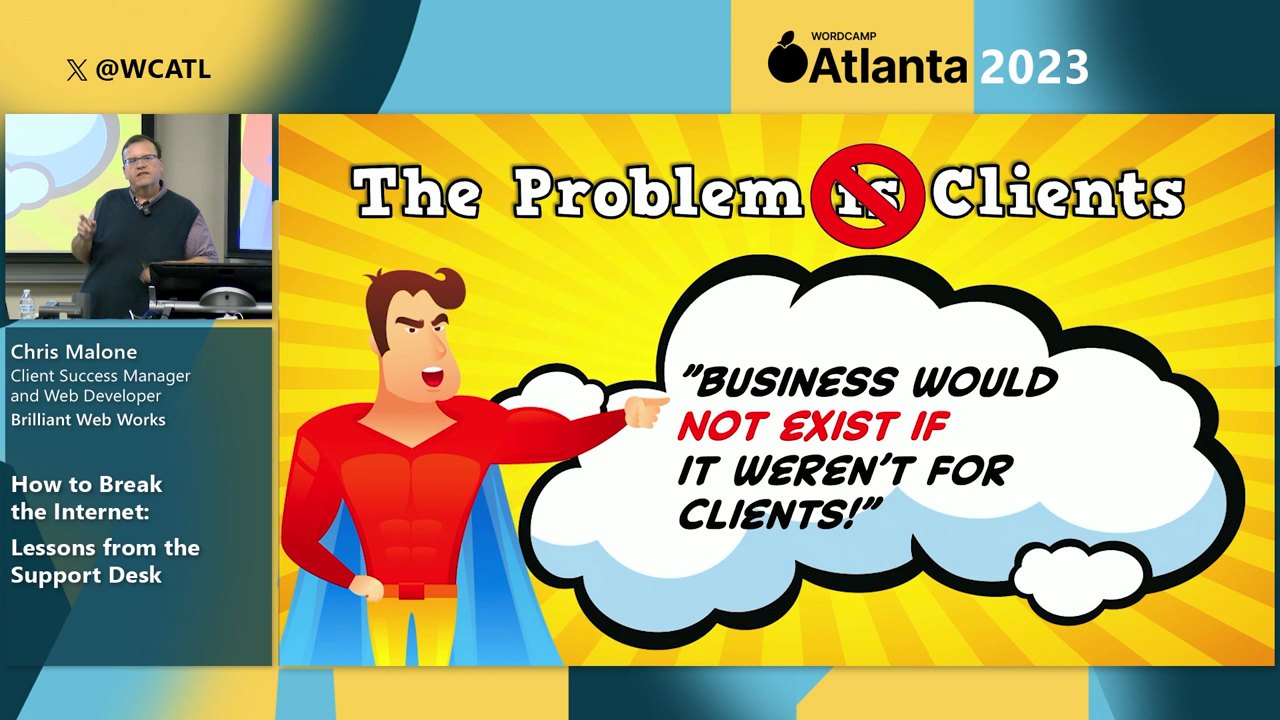 𝕏 @WCATL
WORDCAMP
Atlanta 2023
The Problem is Clients
"BUSINESS WOULD
NOT EXIST IF
IT WEREN'T FOR
CLIENTS!"
Chris Malone
Client Success Manager
and Web Developer
Brilliant Web Works
How to Break
the Internet:
Lessons from the
Support Desk